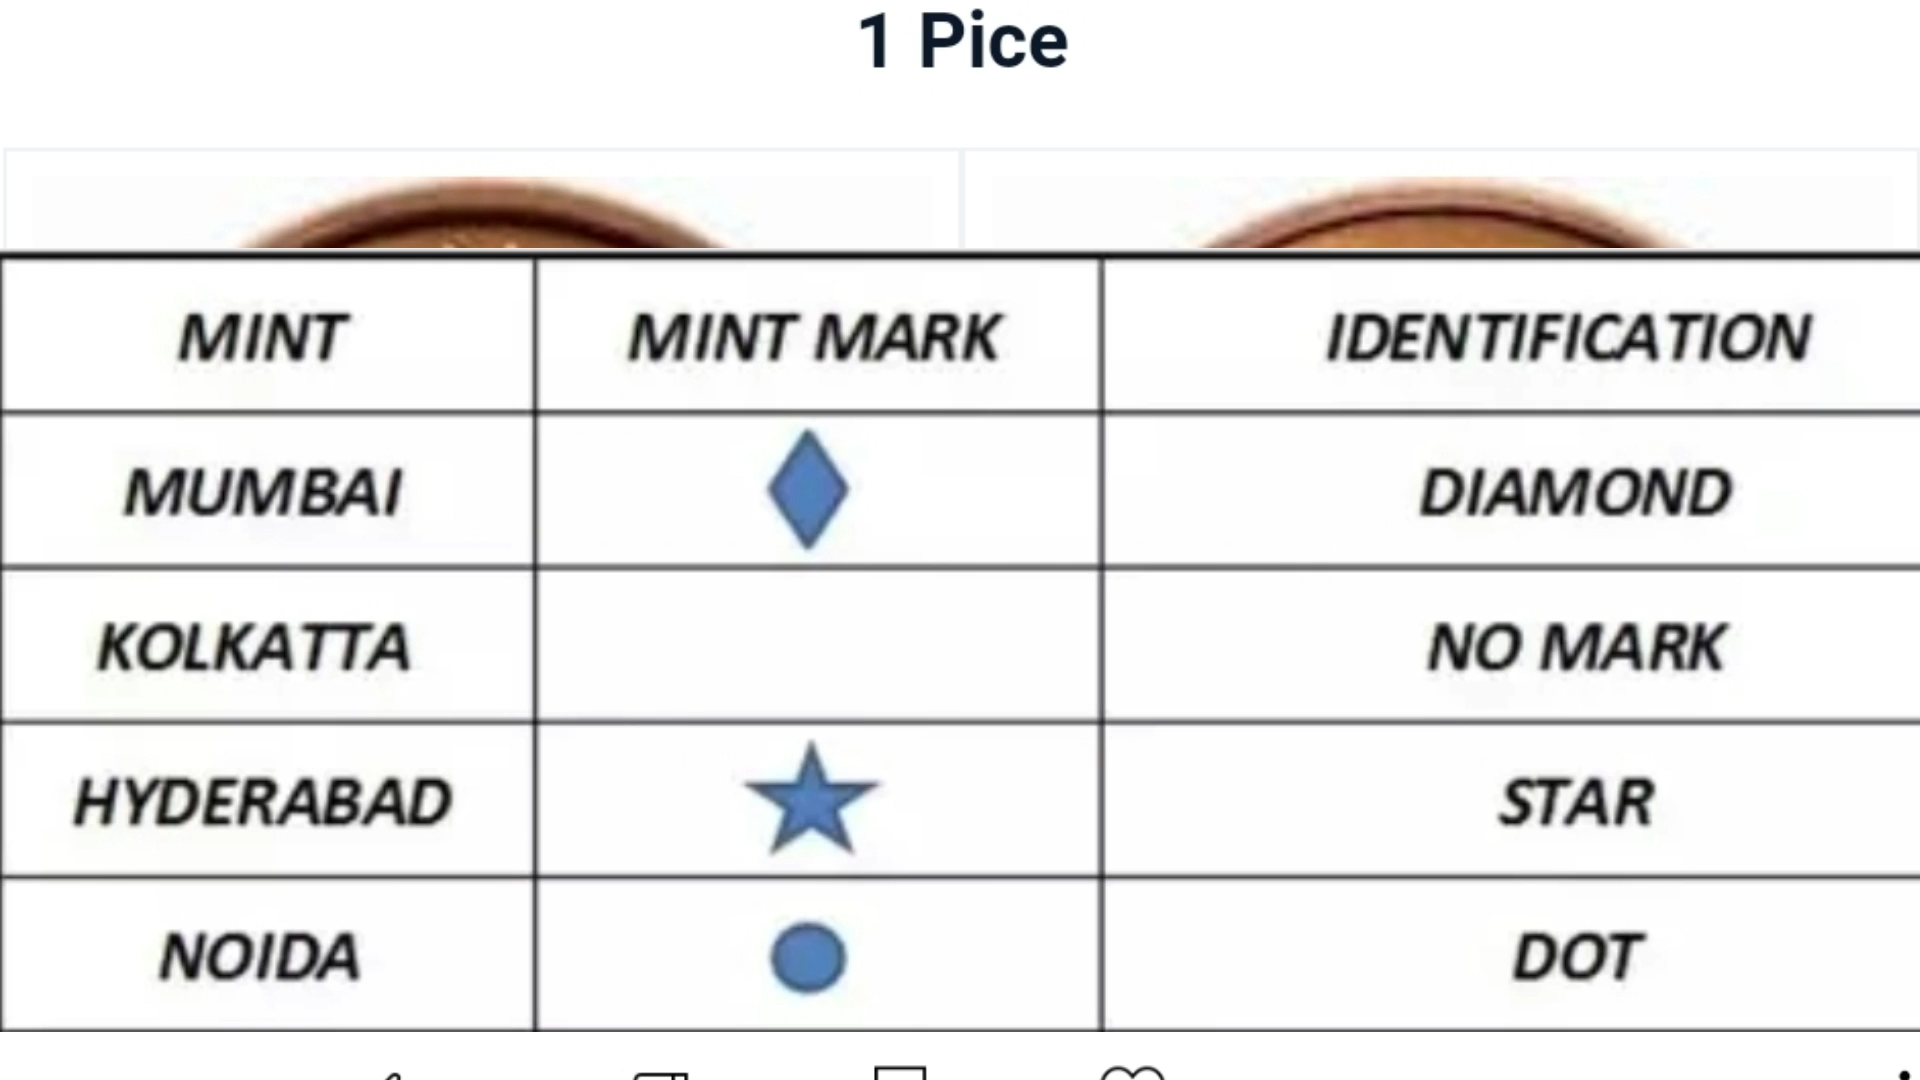 1 Pice
MINT MINT MARK IDENTIFICATION
MUMBAI DIAMOND
KOLKATTA NO MARK
HYDERABAD STAR
NOIDA DOT